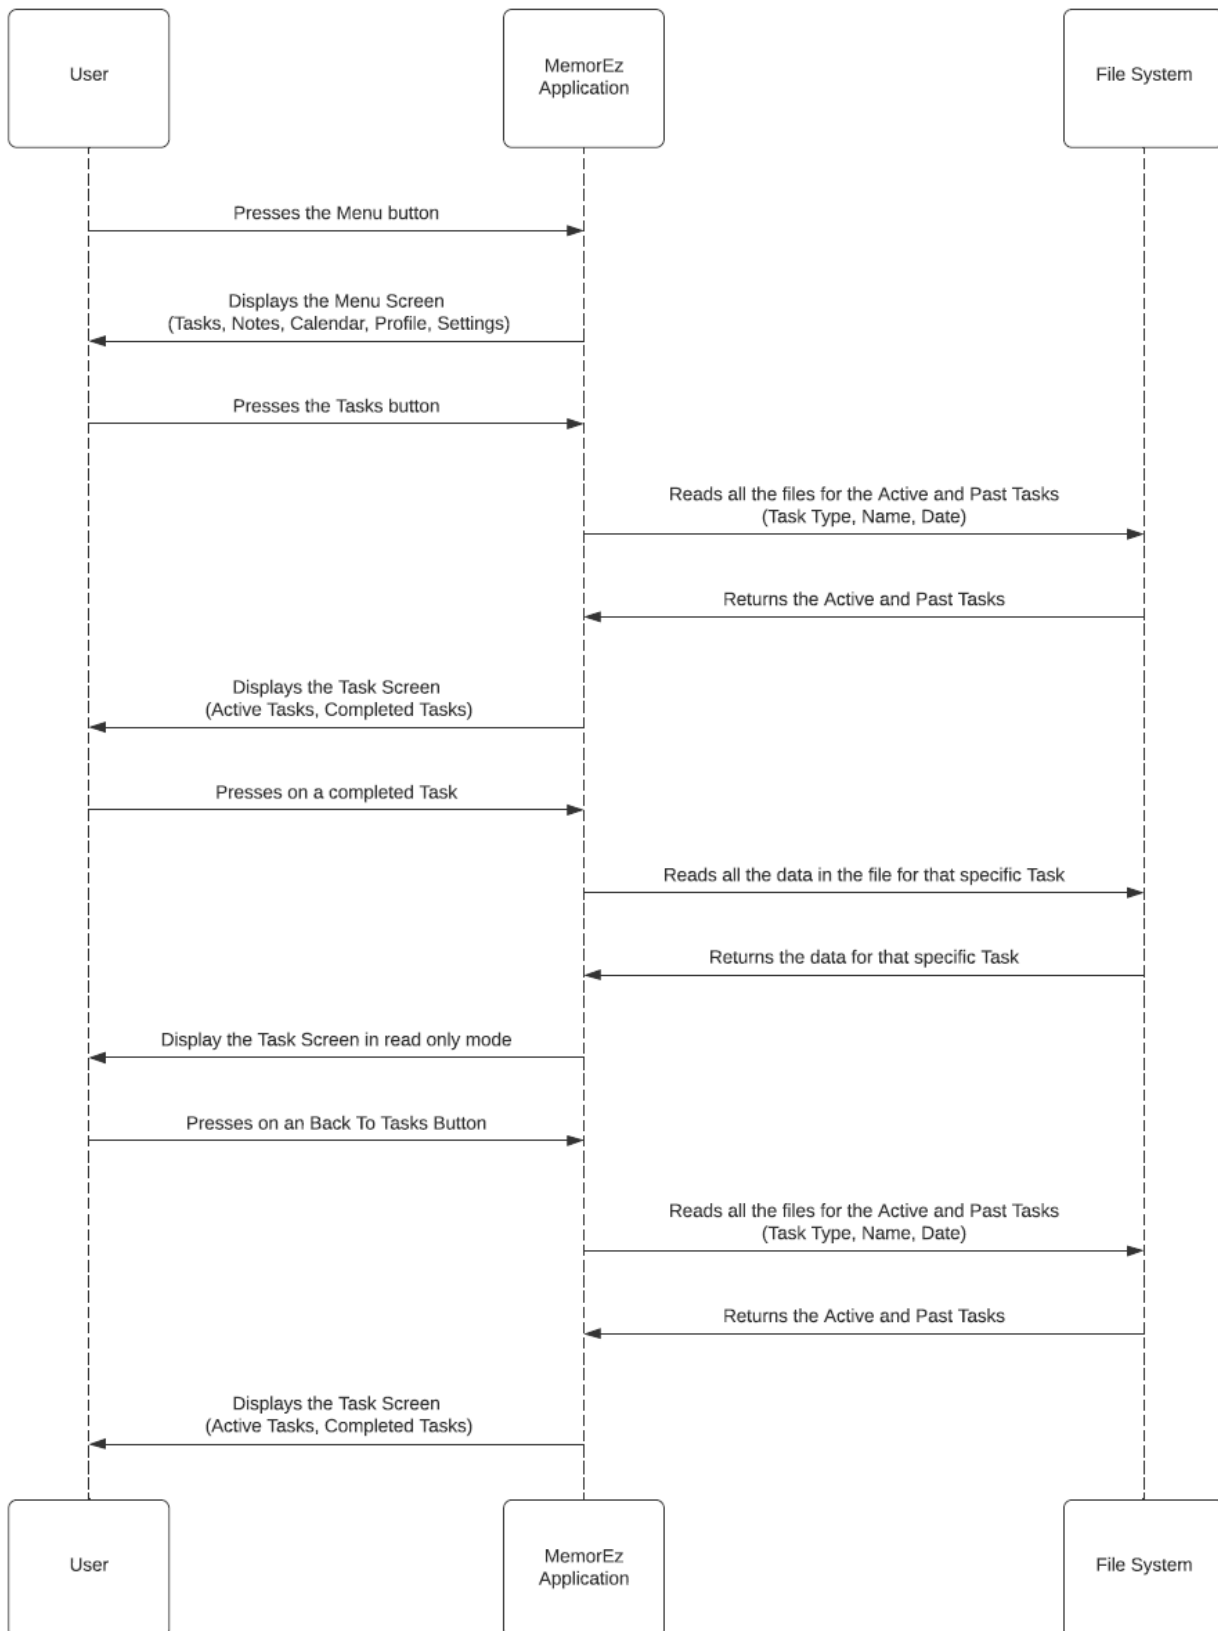 User
MemorEz
Application
File System
Presses the Menu button
Displays the Menu Screen
(Tasks, Notes, Calendar, Profile, Settings)
Presses the Tasks button
Reads all the files for the Active and Past Tasks
(Task Type, Name, Date)
Returns the Active and Past Tasks
Displays the Task Screen
(Active Tasks, Completed Tasks)
Presses on a completed Task
Reads all the data in the file for that specific Task
Returns the data for that specific Task
Display the Task Screen in read only mode
Presses on an Back To Tasks Button
Reads all the files for the Active and Past Tasks
(Task Type, Name, Date)
Returns the Active and Past Tasks
Displays the Task Screen
(Active Tasks, Completed Tasks)
User
MemorEz
Application
File System